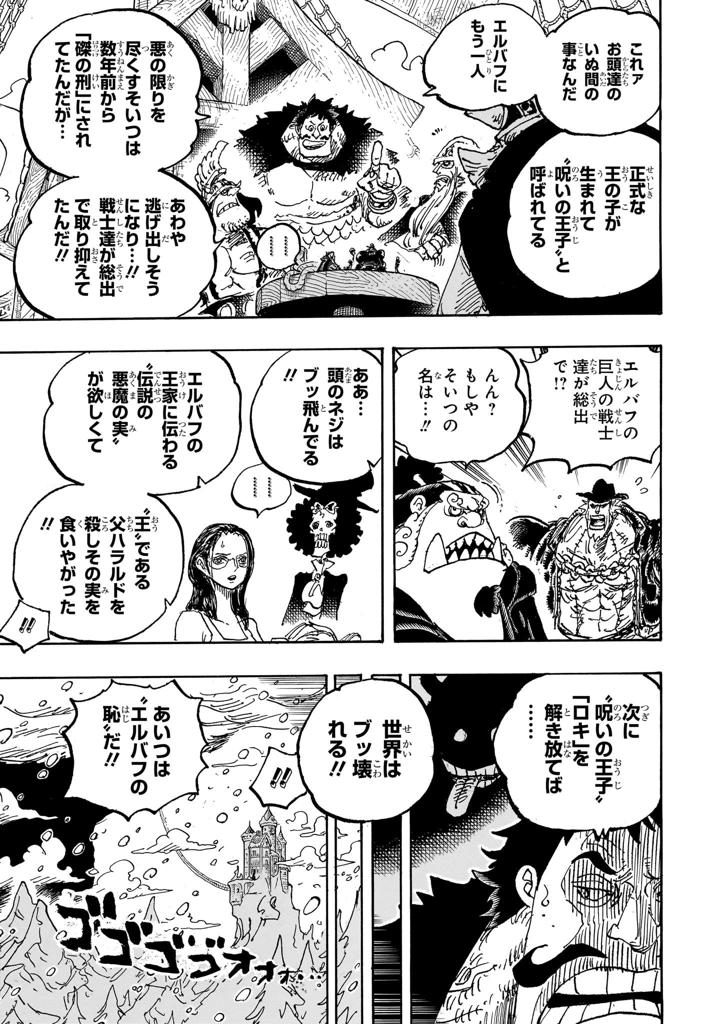 これァ
お頭達の
いぬ間の
事なんだ
エルバフに
もう一人
正式な
王の子が
生まれて
〝呪いの王子〟と
呼ばれてる
悪の限りを
尽くすそいつは
数年前から
「磔の刑」にされ
てたんだが…
あわや
逃げ出しそう
になり…!!
戦士達が総出
で取り抑えて
たんだ!!
……
エルバフの
巨人の戦士
達が総出
で!?
んん?
もしや
そいつの
名は…!!
ああ…
頭のネジは
ブッ飛んでる
!!
……
エルバフの
王家に伝わる
〝伝説の
悪魔の実〟
が欲しくて
〝王〟である
父ハラルドを
殺しその実を
食いやがった
!!
!!
次に
〝呪いの王子〟
「ロキ」を
解き放てば
……
世界は
ブッ壊
れる!!
!!
あいつは
〝エルバフの
恥〟だ!!
ゴゴゴゴォオォォ…